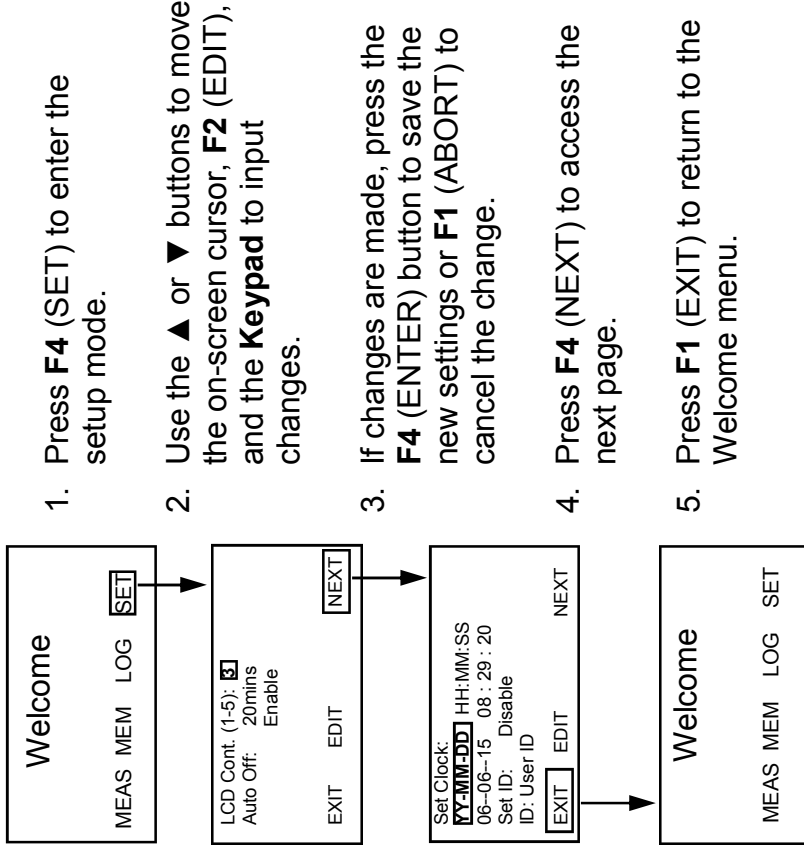 Welcome
MEAS MEM LOG SET
LCD Cont. (1-5): 3
Auto Off: 20mins
Enable
EXIT EDIT NEXT
Set Clock:
YY-MM-DD HH:MM:SS
06--06--15 08 : 29 : 20
Set ID: Disable
ID: User ID
EXIT EDIT NEXT
Welcome
MEAS MEM LOG SET
1. Press F4 (SET) to enter the
setup mode.
2. Use the ▲ or ▼ buttons to move
the on-screen cursor, F2 (EDIT),
and the Keypad to input
changes.
3. If changes are made, press the
F4 (ENTER) button to save the
new settings or F1 (ABORT) to
cancel the change.
4. Press F4 (NEXT) to access the
next page.
5. Press F1 (EXIT) to return to the
Welcome menu.